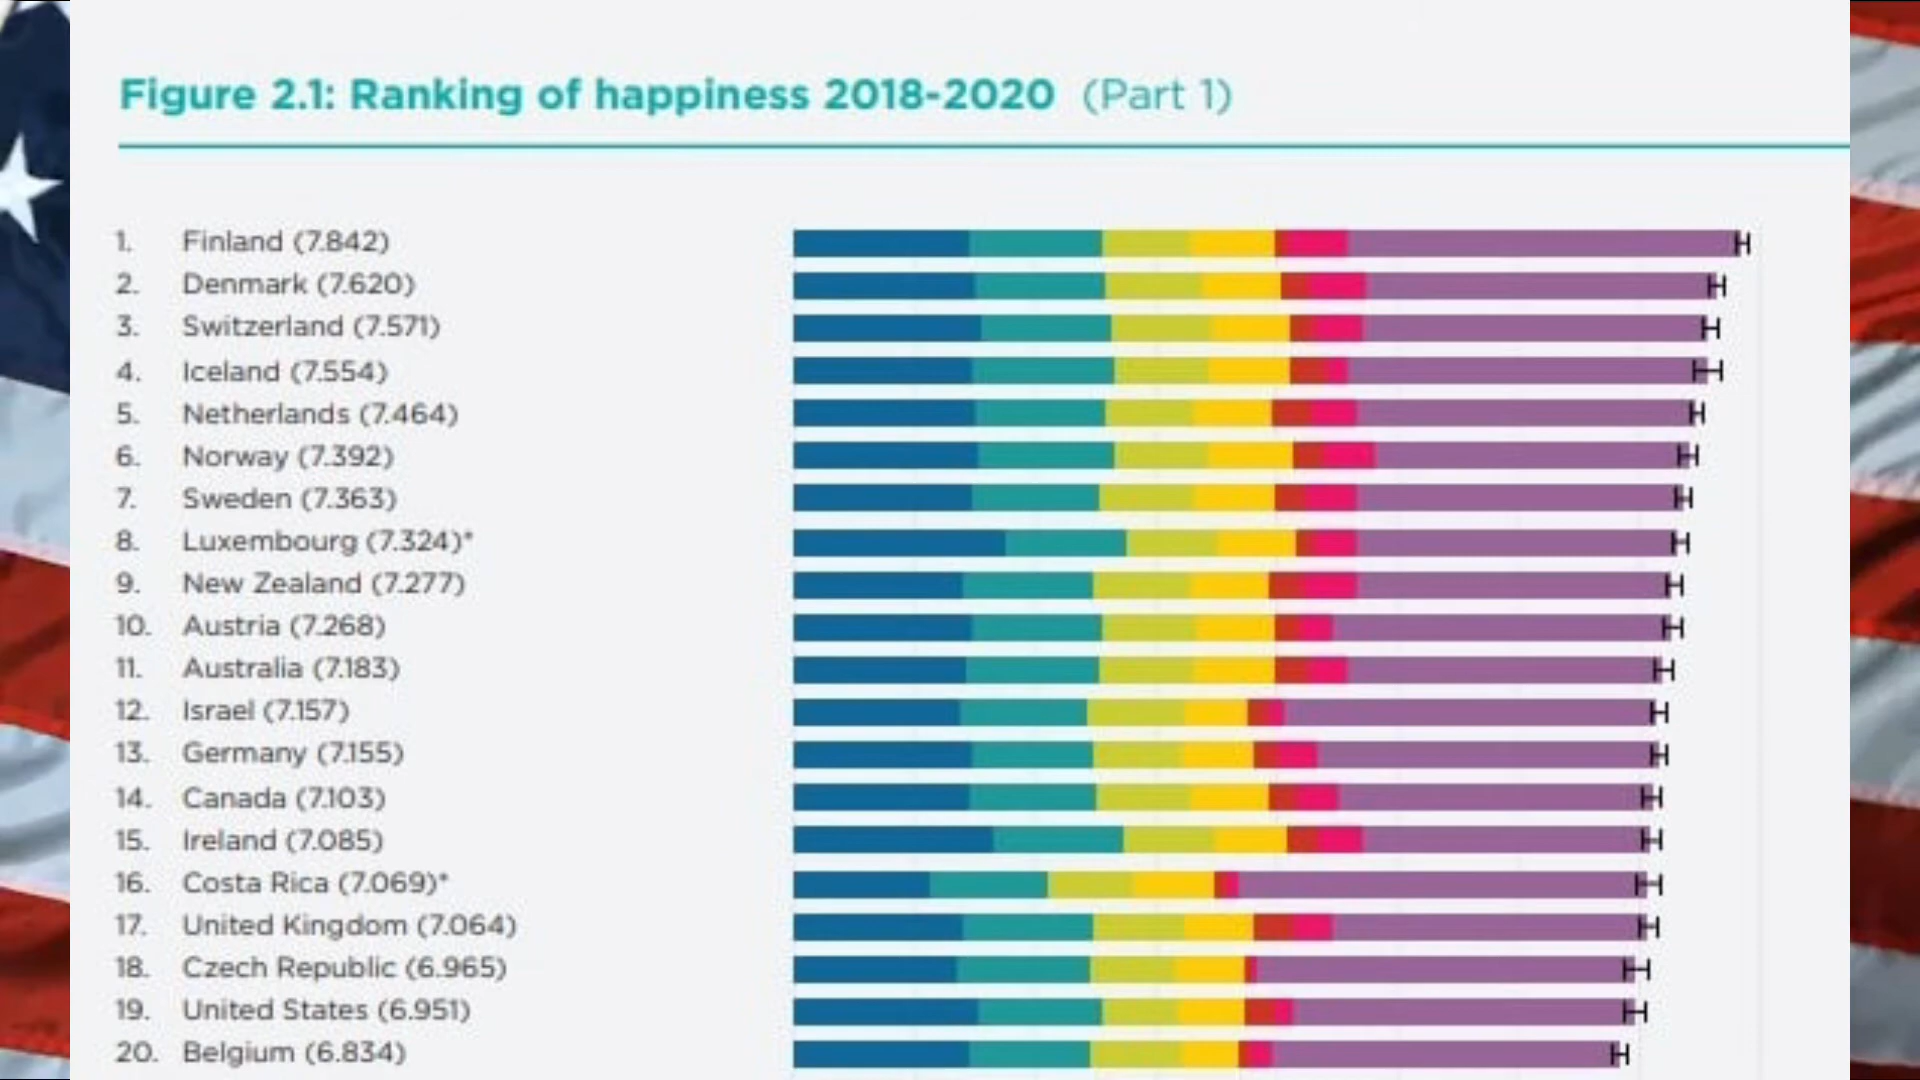 Figure 2.1: Ranking of happiness 2018-2020 (Part 1)
1. Finland (7.842)
2. Denmark (7.620)
3. Switzerland (7.571)
4. Iceland (7.554)
5. Netherlands (7.464)
6. Norway (7.392)
7. Sweden (7.363)
8. Luxembourg (7.324)*
9. New Zealand (7.277)
10. Austria (7.268)
11. Australia (7.183)
12. Israel (7.157)
13. Germany (7.155)
14. Canada (7.103)
15. Ireland (7.085)
16. Costa Rica (7.069)*
17. United Kingdom (7.064)
18. Czech Republic (6.965)
19. United States (6.951)
20. Belgium (6.834)